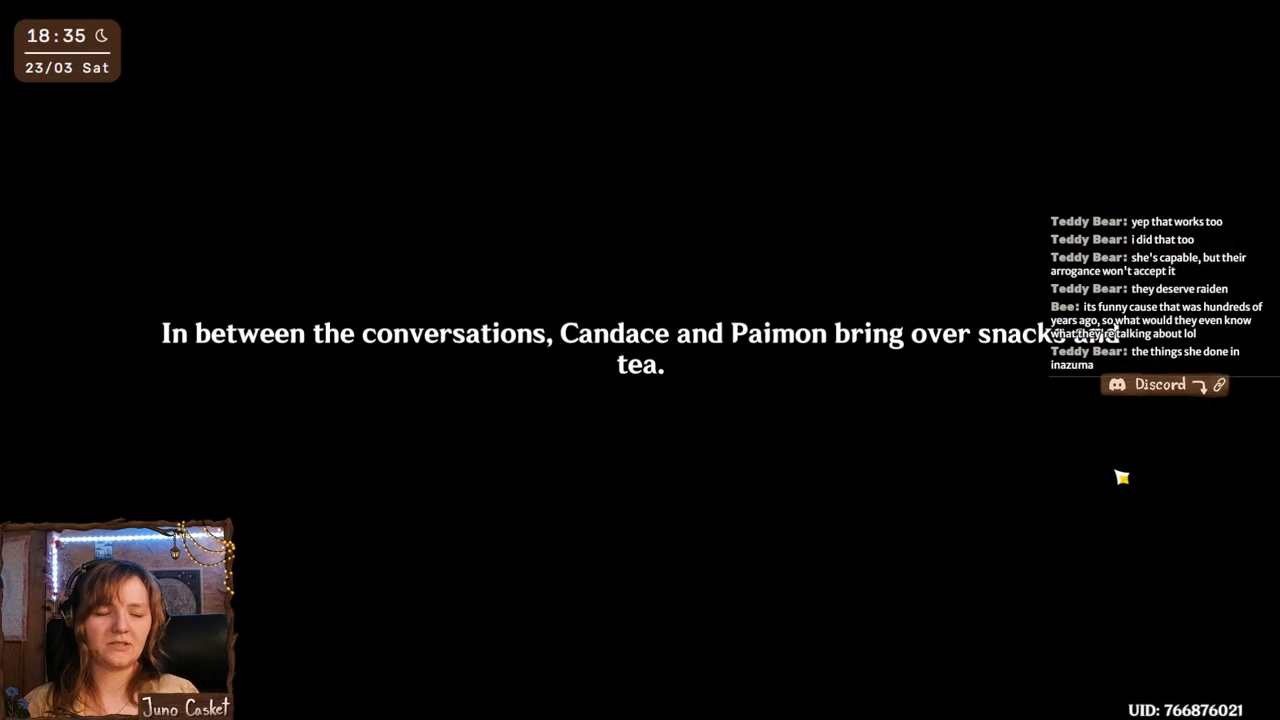 18:35
23/03 Sat
Teddy Bear: yep that works too
Teddy Bear: i did that too
Teddy Bear: she's capable, but their
arrogance won't accept it
Teddy Bear: they deserve raiden
Bee: its funny cause that was hundreds of
years ago, so what would they even know
what they're talking about lol
Teddy Bear: the things she done in
inazuma
Discord
In between the conversations, Candace and Paimon bring over snacks and
tea.
Juno Casket
UID: 766876021